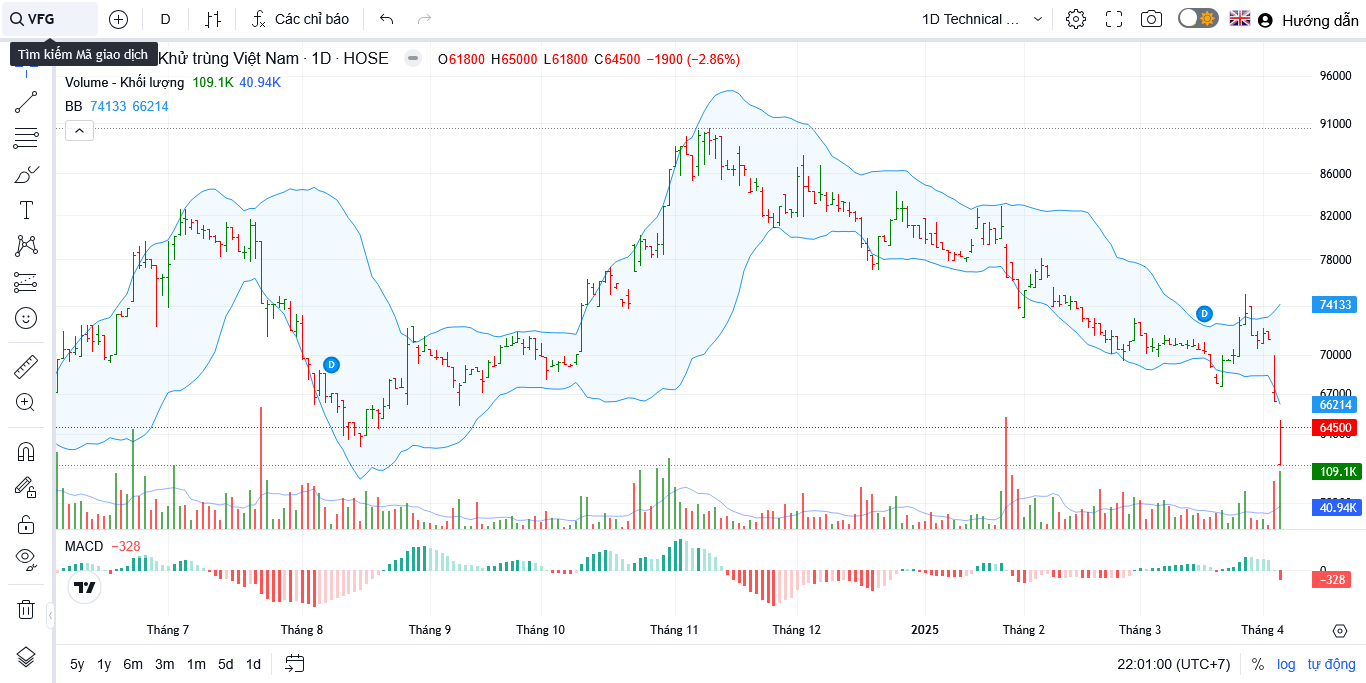 VFG
D
Các chỉ báo
1D Technical ...
Hướng dẫn
Tìm kiếm Mã giao dịch
Khử trùng Việt Nam · 1D · HOSE
O61800 H65000 L61800 C64500 −1900 (−2.86%)
Volume - Khối lượng 109.1K 40.94K
BB 74133 66214
96000
91000
86000
82000
78000
74133
70000
67000
66214
64500
109.1K
40.94K
D
D
MACD −328
0
−328
Tháng 7
Tháng 8
Tháng 9
Tháng 10
Tháng 11
Tháng 12
2025
Tháng 2
Tháng 3
Tháng 4
5y 1y 6m 3m 1m 5d 1d
22:01:00 (UTC+7)
% log tự động